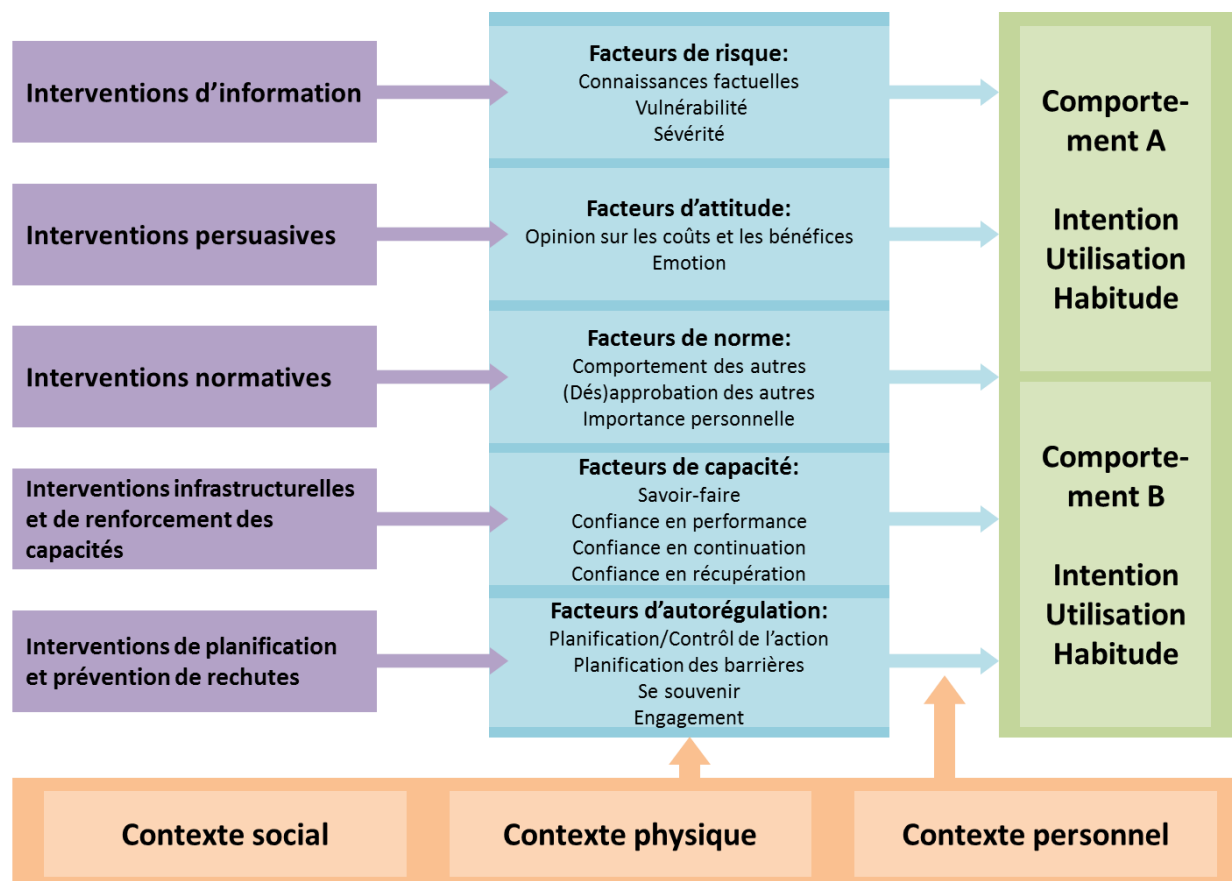 Interventions d’information
Facteurs de risque:
Connaissances factuelles
Vulnérabilité
Sévérité
Interventions persuasives
Facteurs d’attitude:
Opinion sur les coûts et les bénéfices
Emotion
Interventions normatives
Facteurs de norme:
Comportement des autres
(Dés)approbation des autres
Importance personnelle
Interventions infrastructurelles
et de renforcement des
capacités
Facteurs de capacité:
Savoir-faire
Confiance en performance
Confiance en continuation
Confiance en récupération
Interventions de planification
et prévention de rechutes
Facteurs d’autorégulation:
Planification/Contrôl de l’action
Planification des barrières
Se souvenir
Engagement
Comporte-
ment A
Intention
Utilisation
Habitude
Comporte-
ment B
Intention
Utilisation
Habitude
Contexte social
Contexte physique
Contexte personnel